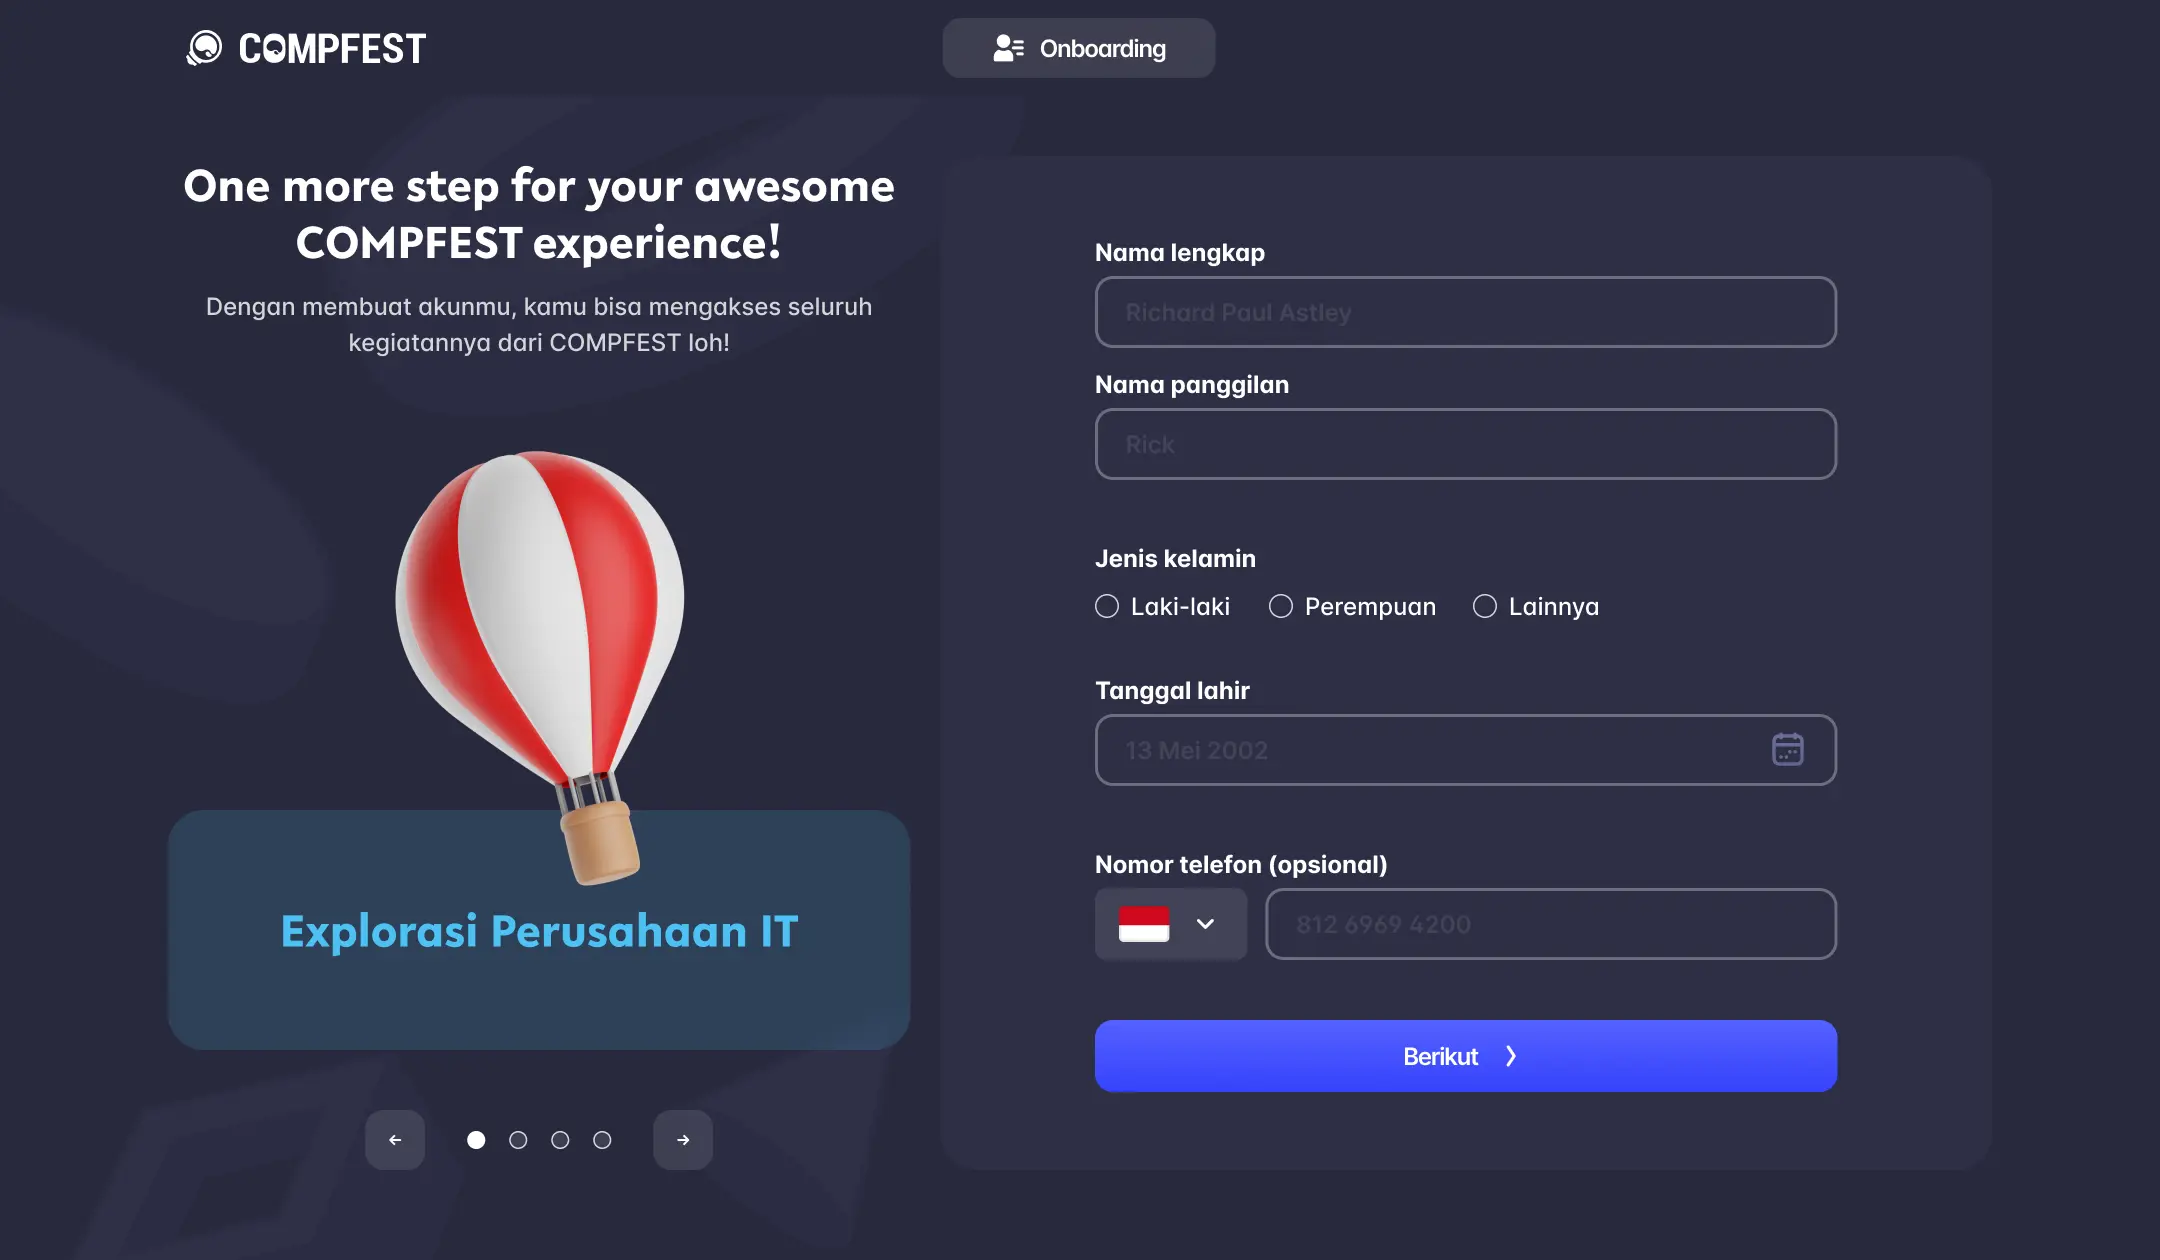 COMPFEST
Onboarding
One more step for your awesome
COMPFEST experience!
Dengan membuat akunmu, kamu bisa mengakses seluruh
kegiatannya dari COMPFEST loh!
Explorasi Perusahaan IT
Nama lengkap
Richard Paul Astley
Nama panggilan
Rick
Jenis kelamin
Laki-laki
Perempuan
Lainnya
Tanggal lahir
13 Mei 2002
Nomor telefon (opsional)
812 6969 4200
Berikut